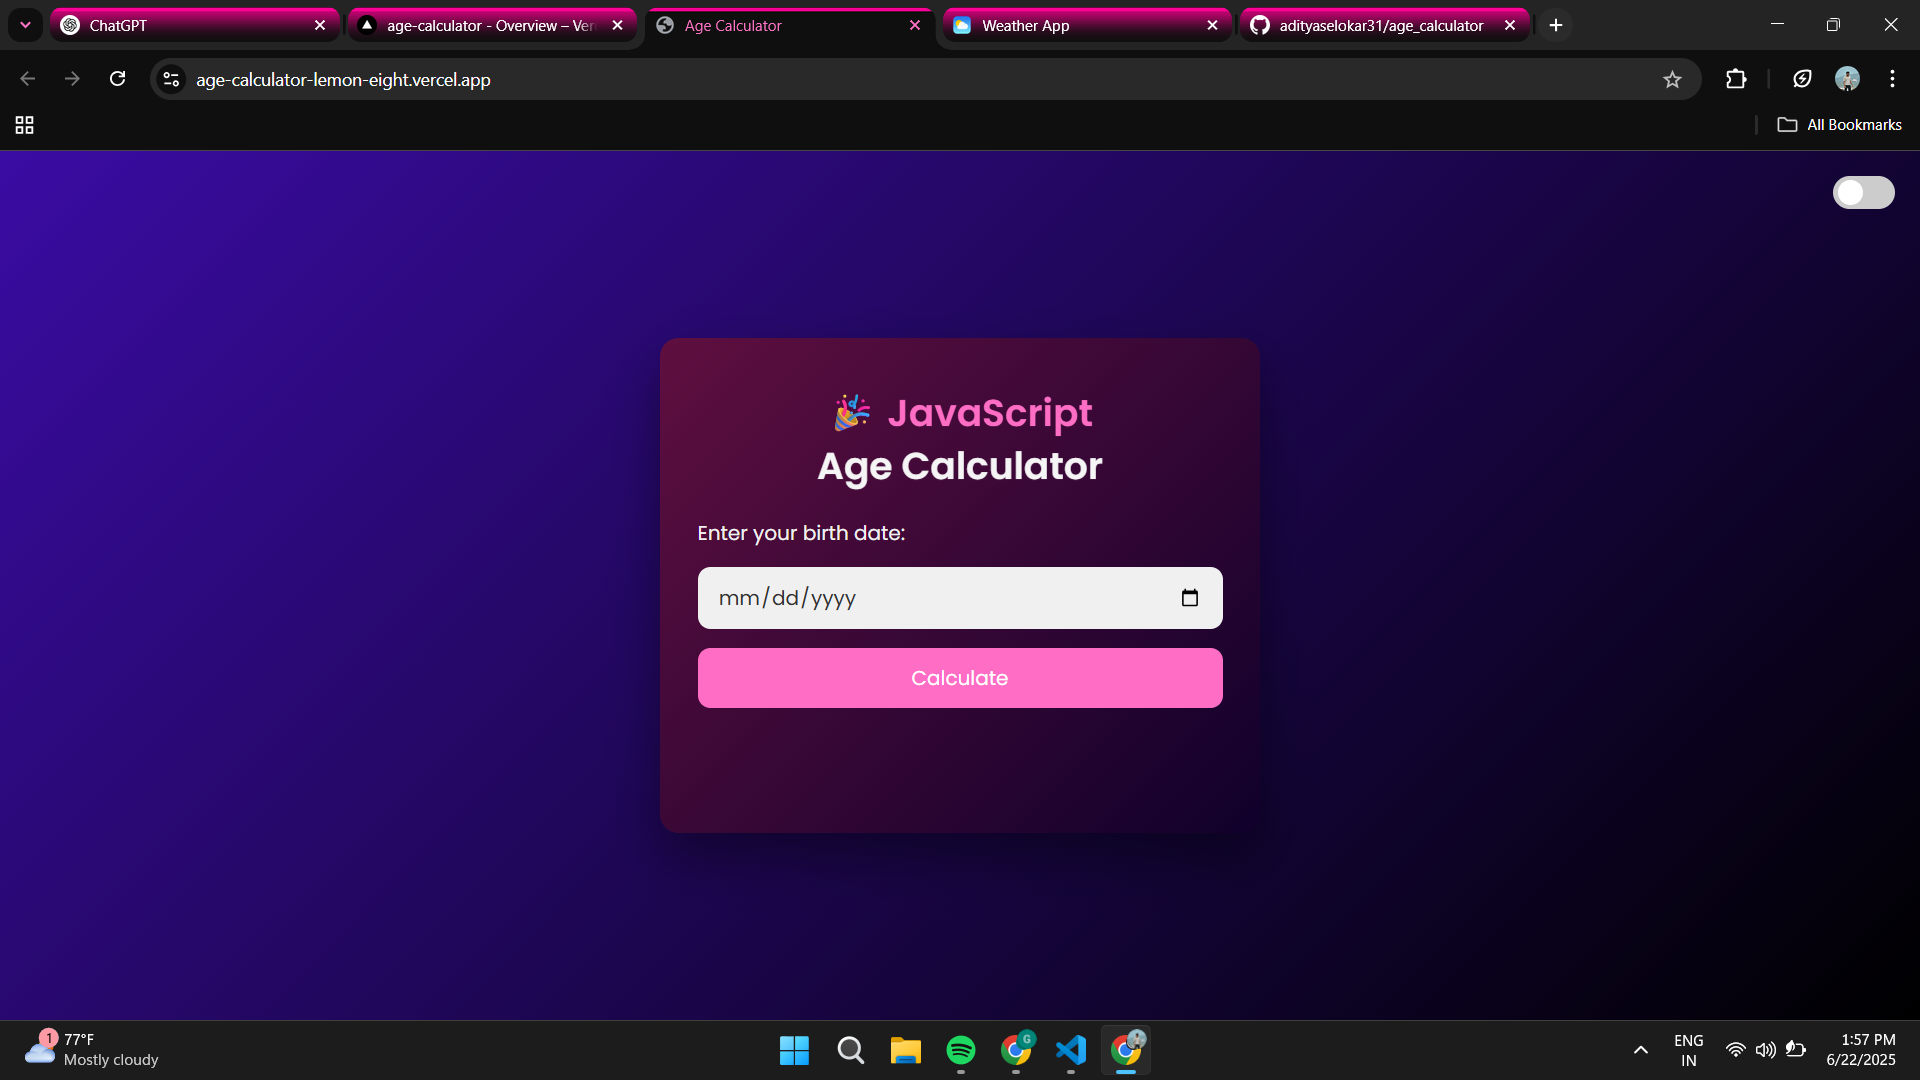 ChatGPT
age-calculator - Overview – Ver
Age Calculator
Weather App
adityaselokar31/age_calculator
age-calculator-lemon-eight.vercel.app
All Bookmarks
JavaScript
Age Calculator
Enter your birth date:
mm/dd/yyyy
Calculate
1
77°F
Mostly cloudy
G
ENG
IN
1:57 PM
6/22/2025